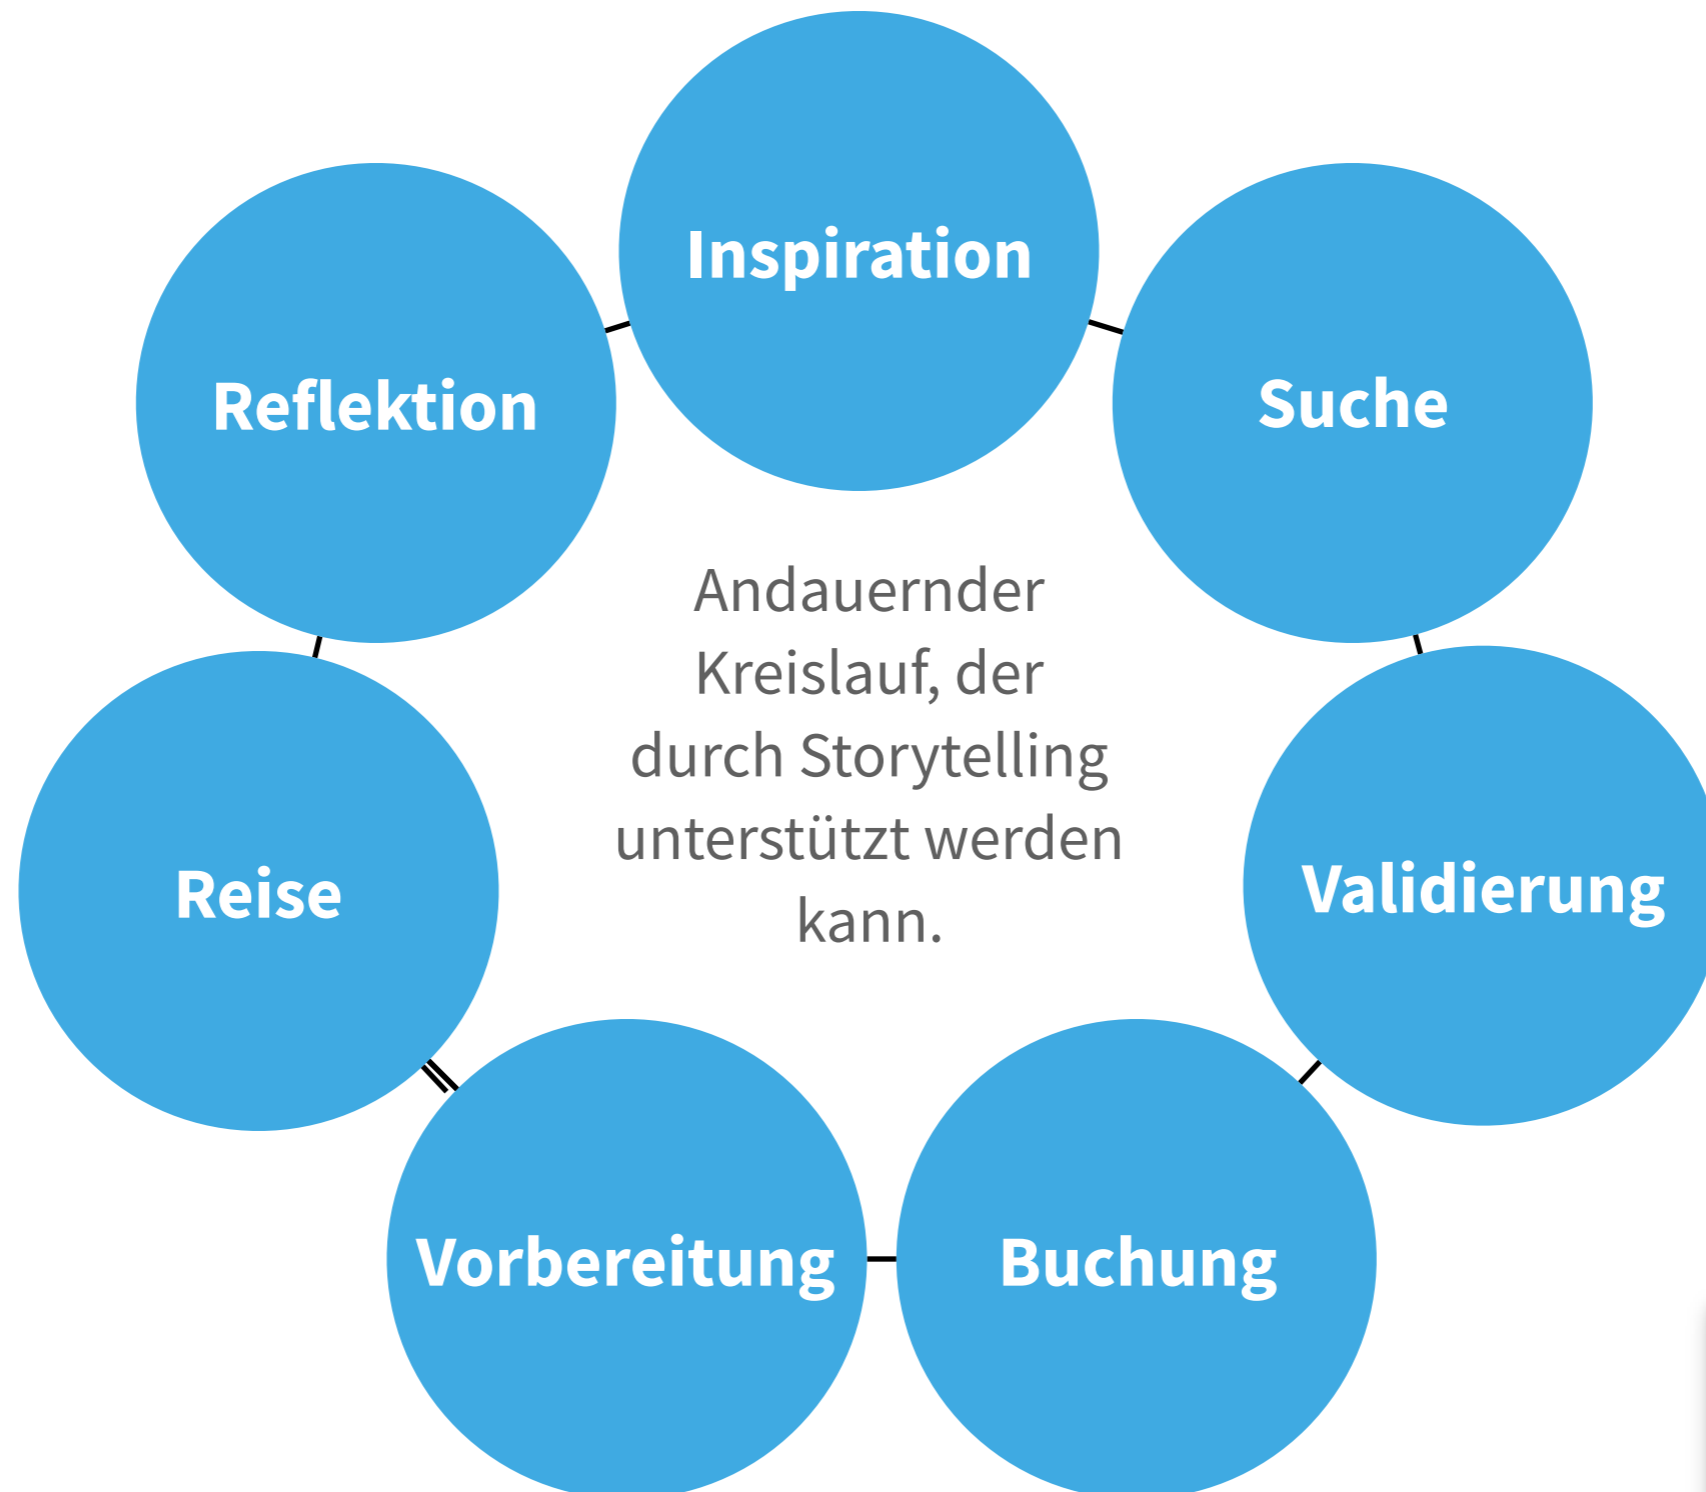 Inspiration
Suche
Reflektion
Andauernder
Kreislauf, der
durch Storytelling
unterstützt werden
kann.
Validierung
Reise
Vorbereitung
Buchung